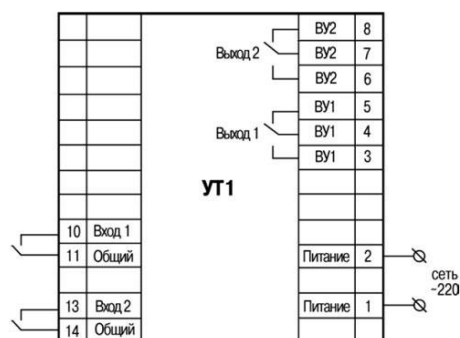 ВУ2 8
Выход 2 ВУ2 7
ВУ2 6
ВУ1 5
Выход 1 ВУ1 4
ВУ1 3
УТ1
10 Вход 1
11 Общий Питание 2
сеть
~220
13 Вход 2 Питание 1
14 Общий